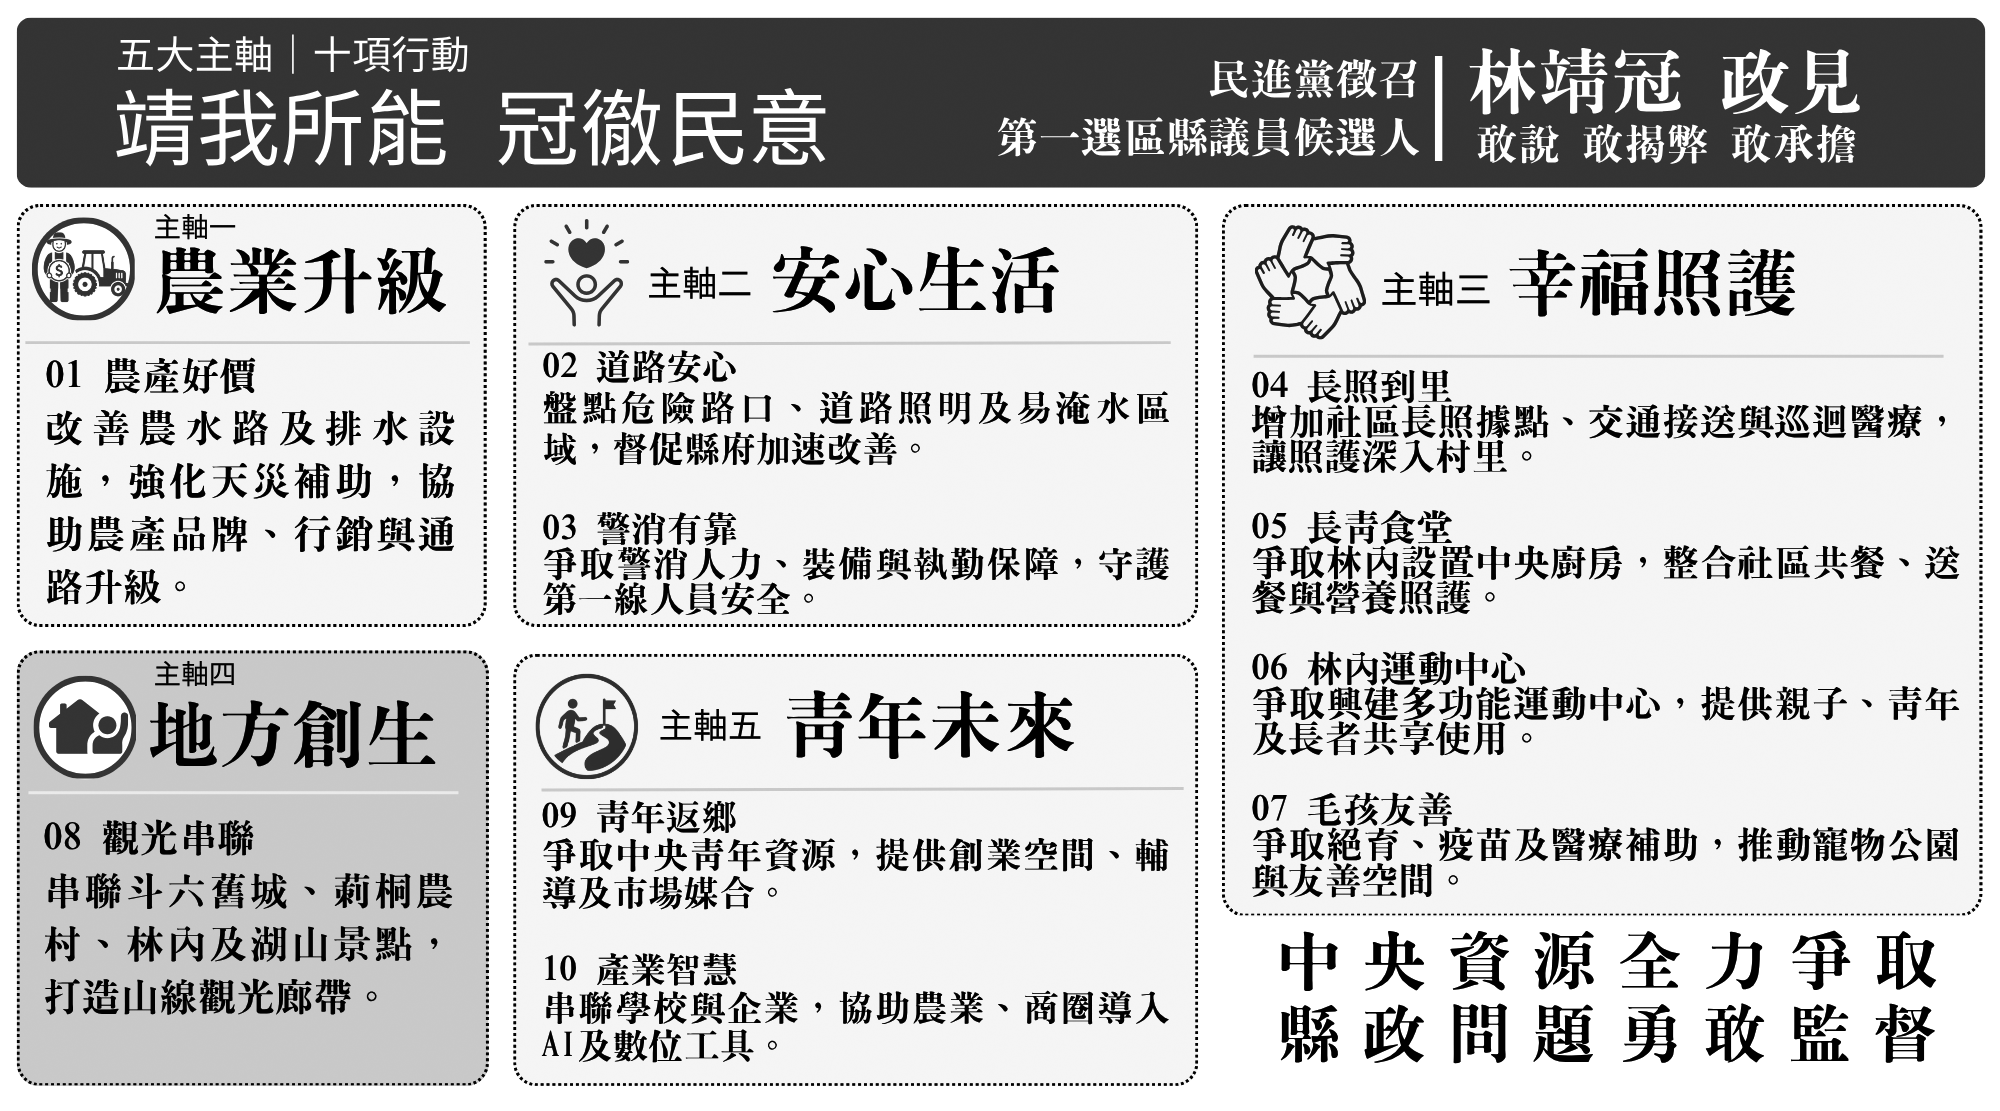 五大主軸｜十項行動
靖我所能 冠徹民意
民進黨徵召
第一選區縣議員候選人
林靖冠 政見
敢說 敢揭弊 敢承擔
主軸一
農業升級
01 農產好價
改善農水路及排水設
施，強化天災補助，協
助農產品牌、行銷與通
路升級。
主軸二 安心生活
02 道路安心
盤點危險路口、道路照明及易淹水區
域，督促縣府加速改善。
03 警消有靠
爭取警消人力、裝備與執勤保障，守護
第一線人員安全。
主軸三 幸福照護
04 長照到里
增加社區長照據點、交通接送與巡迴醫療，
讓照護深入村里。
05 長青食堂
爭取林內設置中央廚房，整合社區共餐、送
餐與營養照護。
06 林內運動中心
爭取興建多功能運動中心，提供親子、青年
及長者共享使用。
07 毛孩友善
爭取絕育、疫苗及醫療補助，推動寵物公園
與友善空間。
主軸四
地方創生
08 觀光串聯
串聯斗六舊城、莿桐農
村、林內及湖山景點，
打造山線觀光廊帶。
主軸五 青年未來
09 青年返鄉
爭取中央青年資源，提供創業空間、輔
導及市場媒合。
10 產業智慧
串聯學校與企業，協助農業、商圈導入
AI及數位工具。
中央資源全力爭取
縣政問題勇敢監督